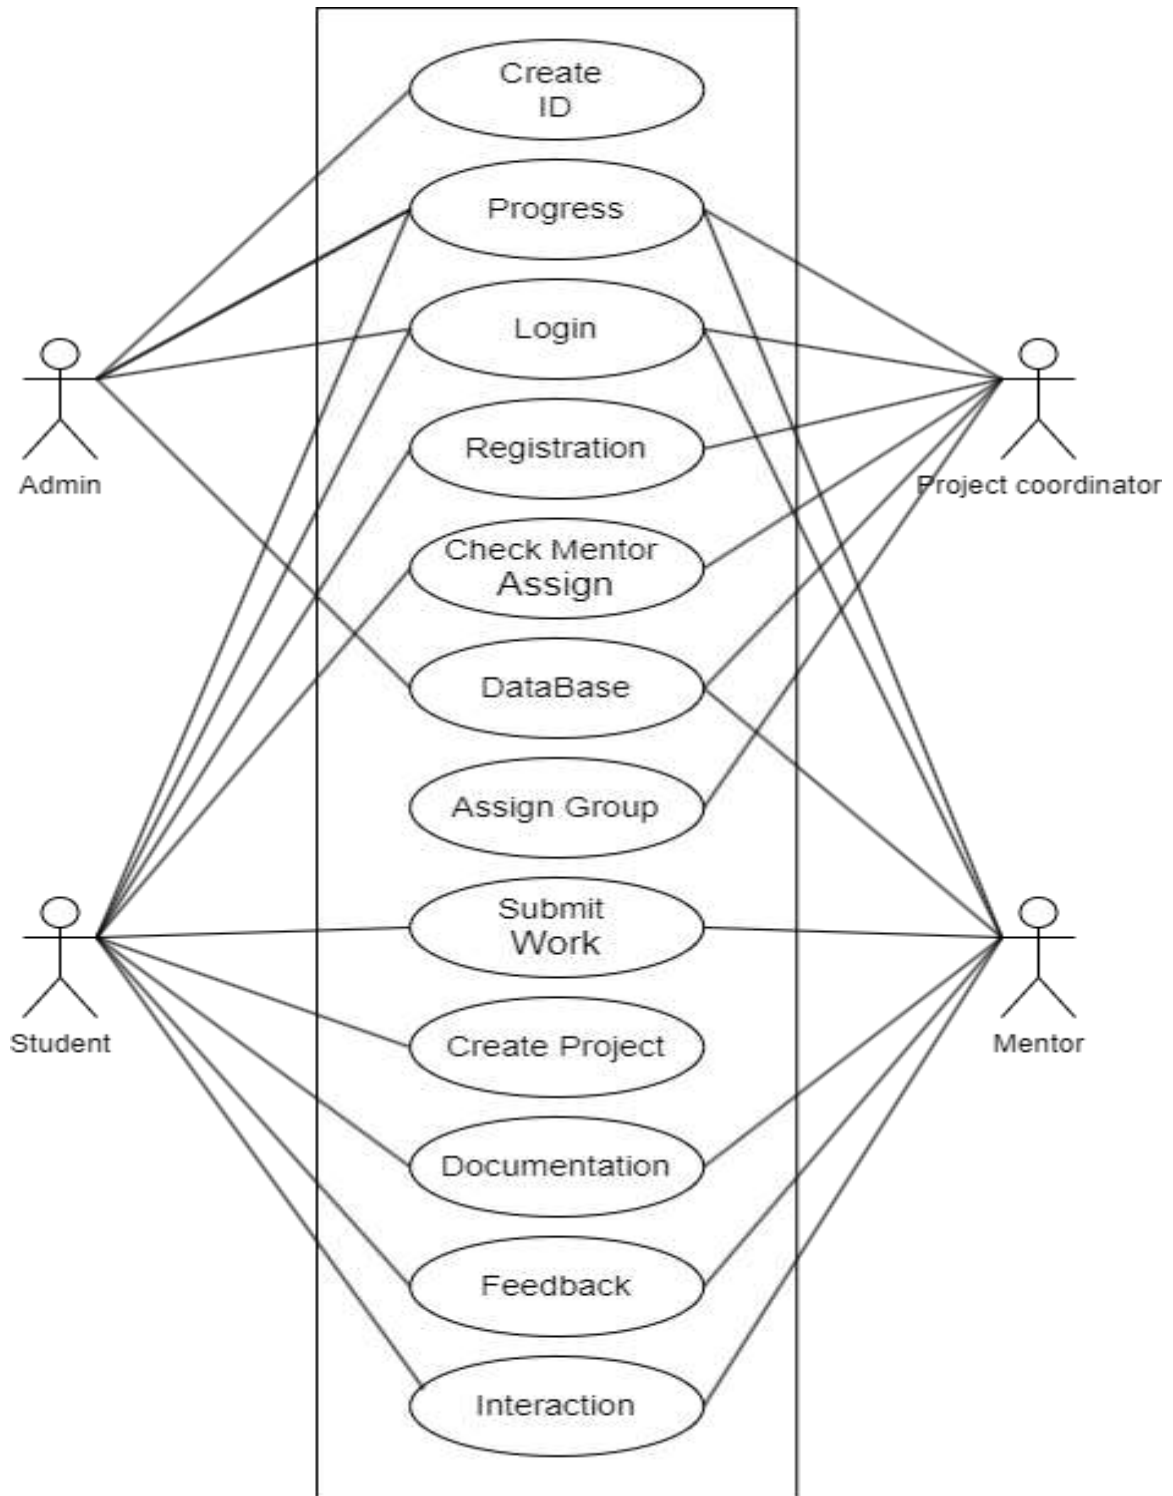 Create
ID
Progress
Login
Registration
Admin
Project coordinator
Check Mentor
Assign
DataBase
Assign Group
Submit
Work
Student
Create Project
Mentor
Documentation
Feedback
Interaction